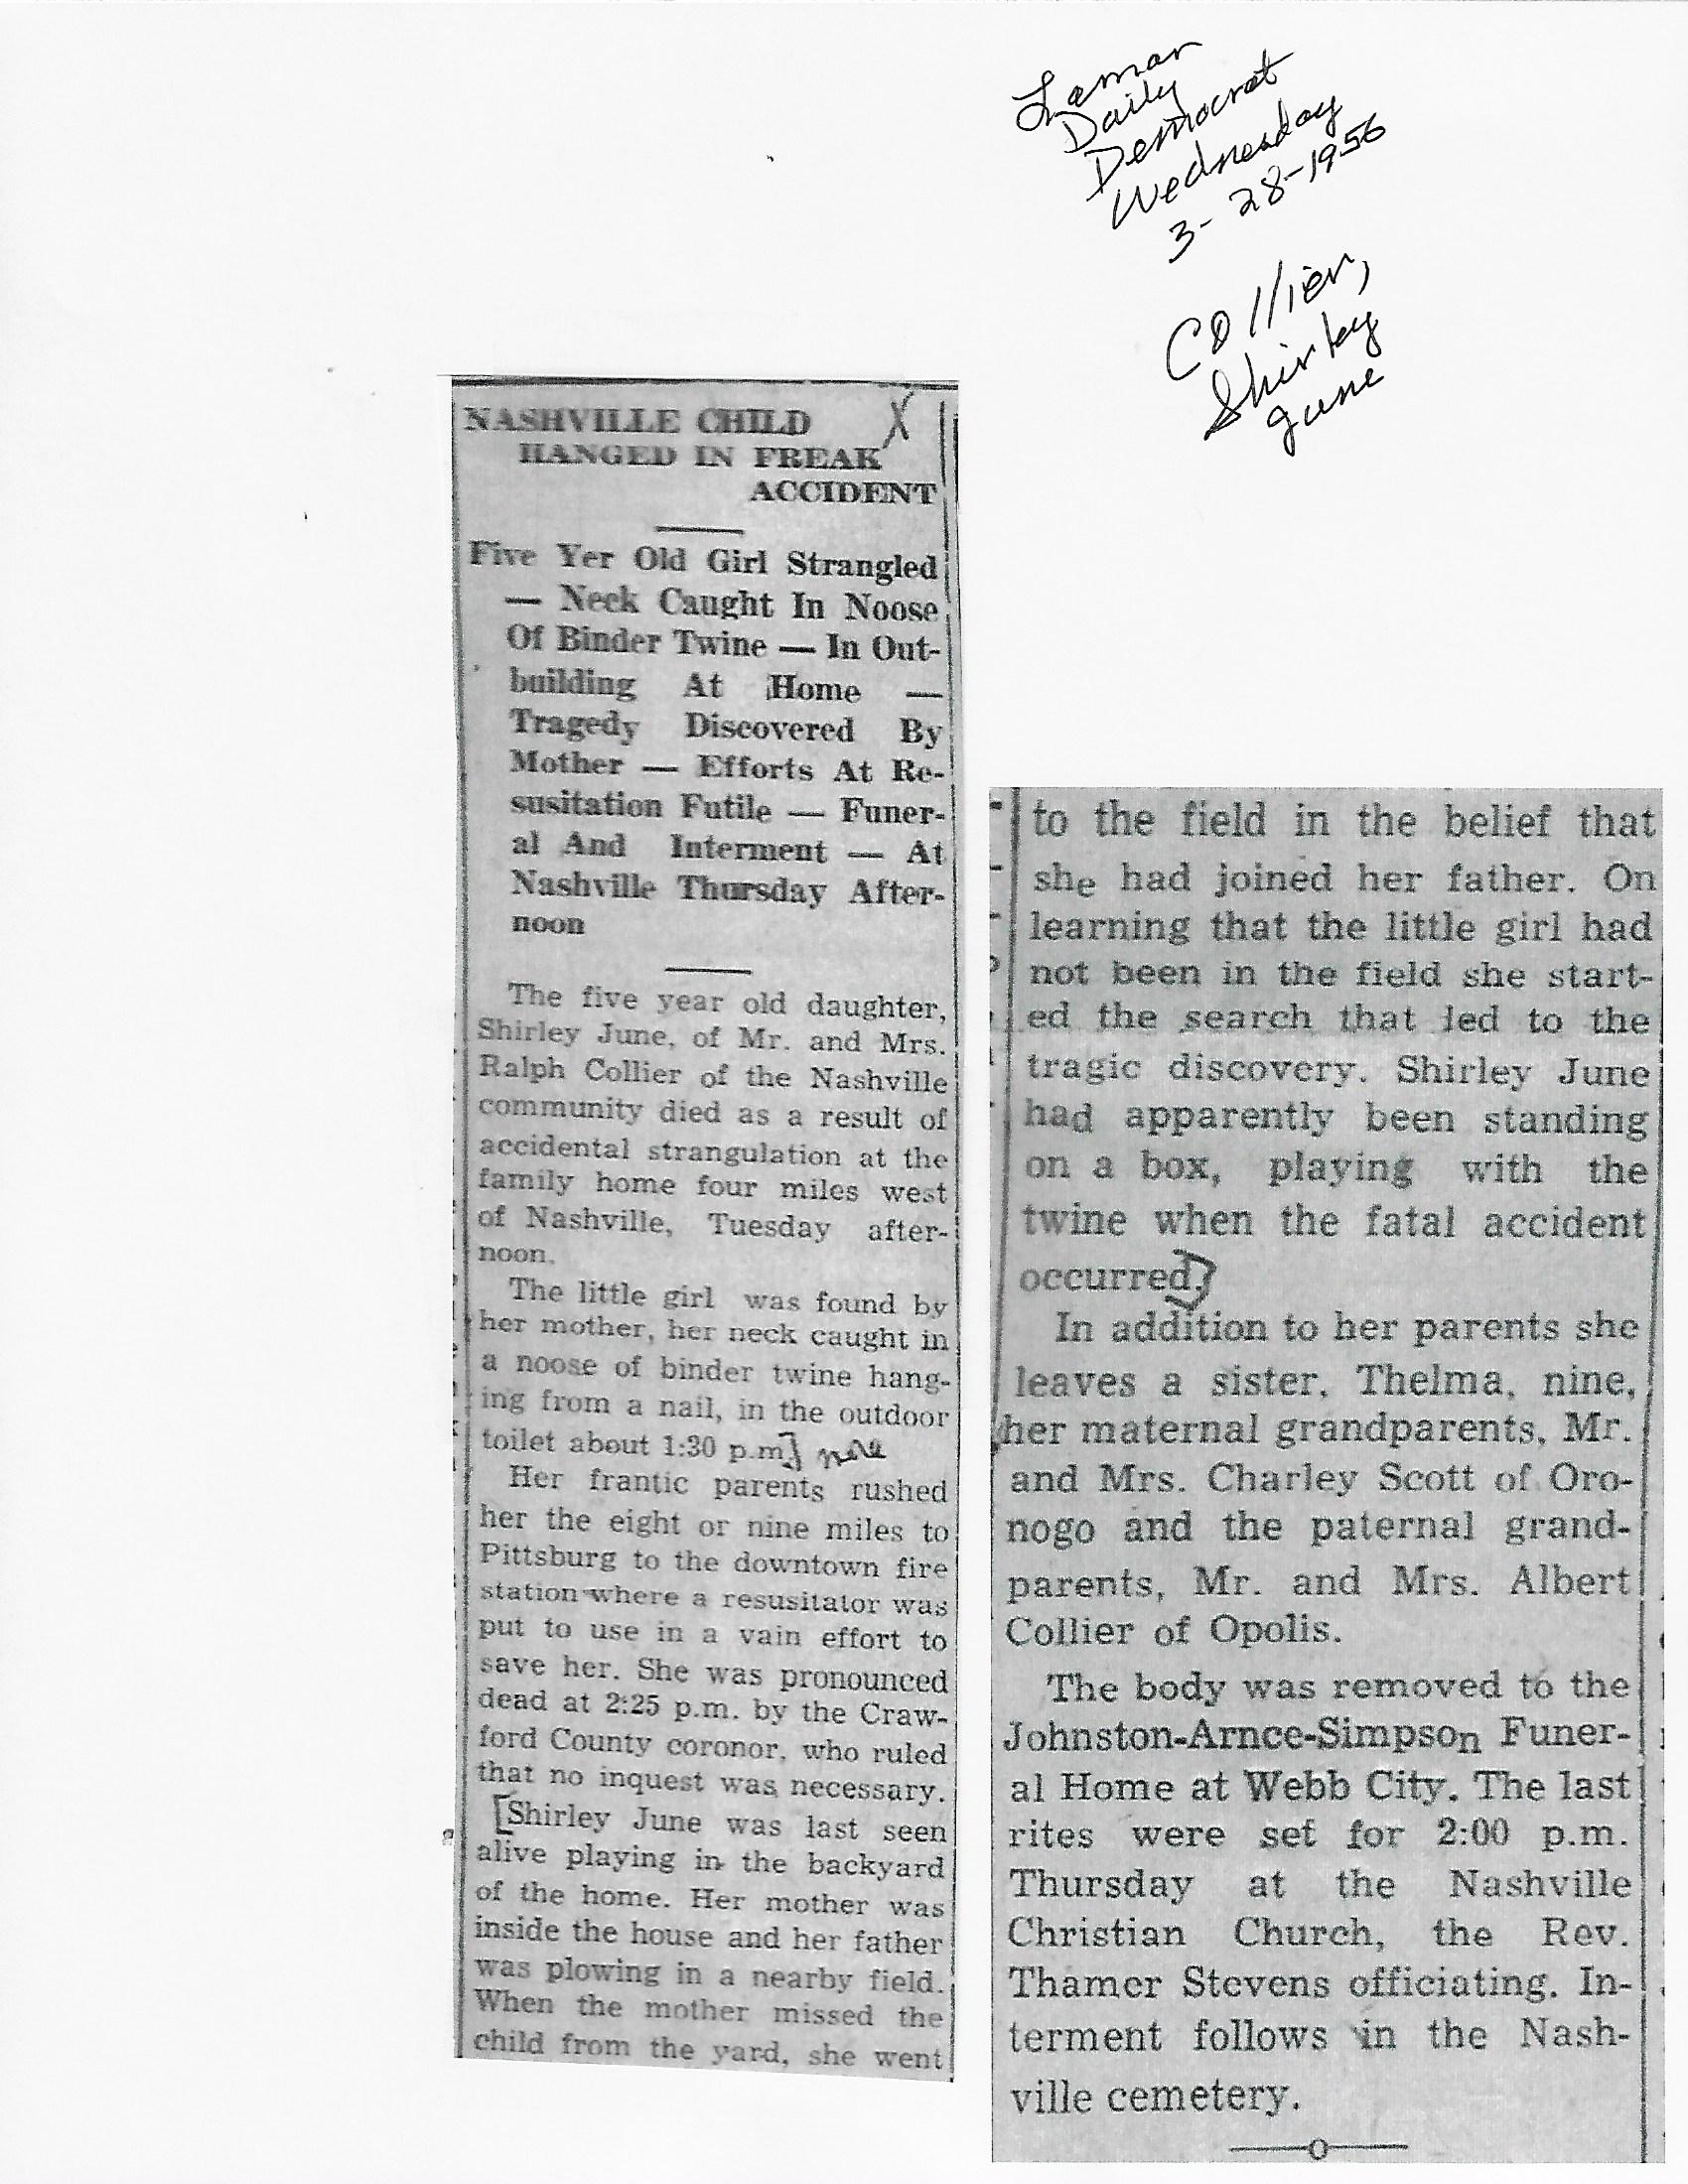 Lamar
Daily
Democrat
Wednesday
3-28-1956
Collier,
Shirley
June
NASHVILLE CHILD X
HANGED IN FREAK
ACCIDENT
Five Yer Old Girl Strangled
— Neck Caught In Noose
Of Binder Twine — In Out-
building At Home —
Tragedy Discovered By
Mother — Efforts At Re-
susitation Futile — Funer-
al And Interment — At
Nashville Thursday After-
noon
The five year old daughter,
Shirley June, of Mr. and Mrs.
Ralph Collier of the Nashville
community died as a result of
accidental strangulation at the
family home four miles west
of Nashville, Tuesday after-
noon.
The little girl was found by
her mother, her neck caught in
a noose of binder twine hang-
ing from a nail, in the outdoor
toilet about 1:30 p.m]
Her frantic parents rushed
her the eight or nine miles to
Pittsburg to the downtown fire
station where a resusitator was
put to use in a vain effort to
save her. She was pronounced
dead at 2:25 p.m. by the Craw-
ford County coronor, who ruled
that no inquest was necessary.
[Shirley June was last seen
alive playing in the backyard
of the home. Her mother was
inside the house and her father
was plowing in a nearby field.
When the mother missed the
child from the yard, she went
to the field in the belief that
she had joined her father. On
learning that the little girl had
not been in the field she start-
ed the search that led to the
tragic discovery. Shirley June
had apparently been standing
on a box, playing with the
twine when the fatal accident
occurred.]
In addition to her parents she
leaves a sister, Thelma, nine,
her maternal grandparents, Mr.
and Mrs. Charley Scott of Oro-
nogo and the paternal grand-
parents, Mr. and Mrs. Albert
Collier of Opolis.
The body was removed to the
Johnston-Arnce-Simpson Funer-
al Home at Webb City. The last
rites were set for 2:00 p.m.
Thursday at the Nashville
Christian Church, the Rev.
Thamer Stevens officiating. In-
terment follows in the Nash-
ville cemetery.